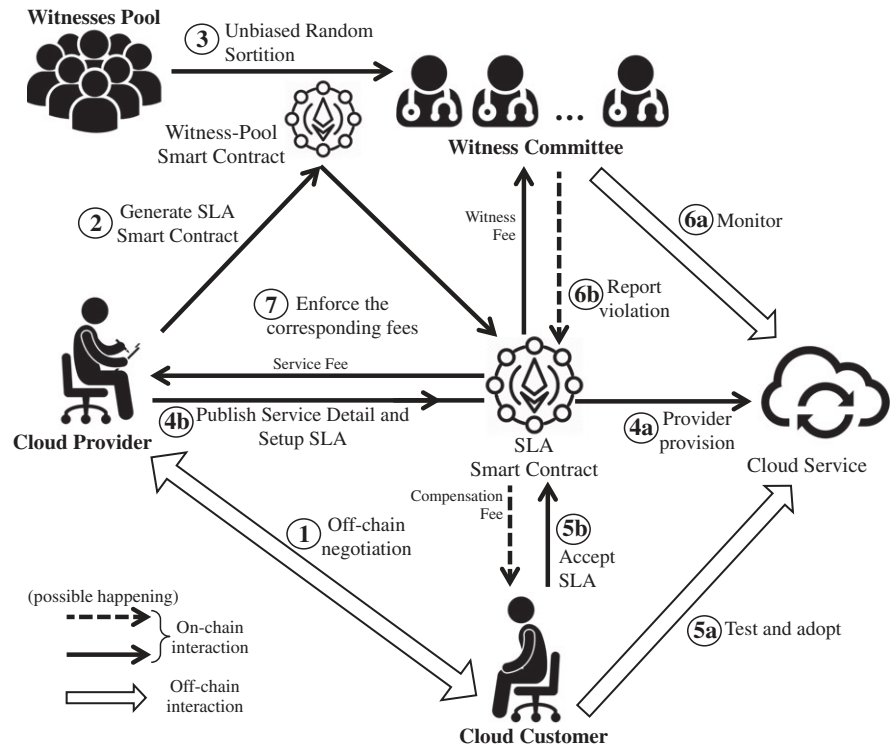 Witnesses Pool
3 Unbiased Random
Sortition
Witness-Pool
Smart Contract
...
Witness Committee
2 Generate SLA
Smart Contract
Witness
Fee
6a Monitor
6b Report
violation
7 Enforce the
corresponding fees
Service Fee
Cloud Provider
4b Publish Service Detail and
Setup SLA
SLA
Smart Contract
4a Provider
provision
Cloud Service
Compensation
Fee
1 Off-chain
negotiation
5b
Accept
SLA
(possible happening)
On-chain
interaction
Off-chain
interaction
5a Test and adopt
Cloud Customer